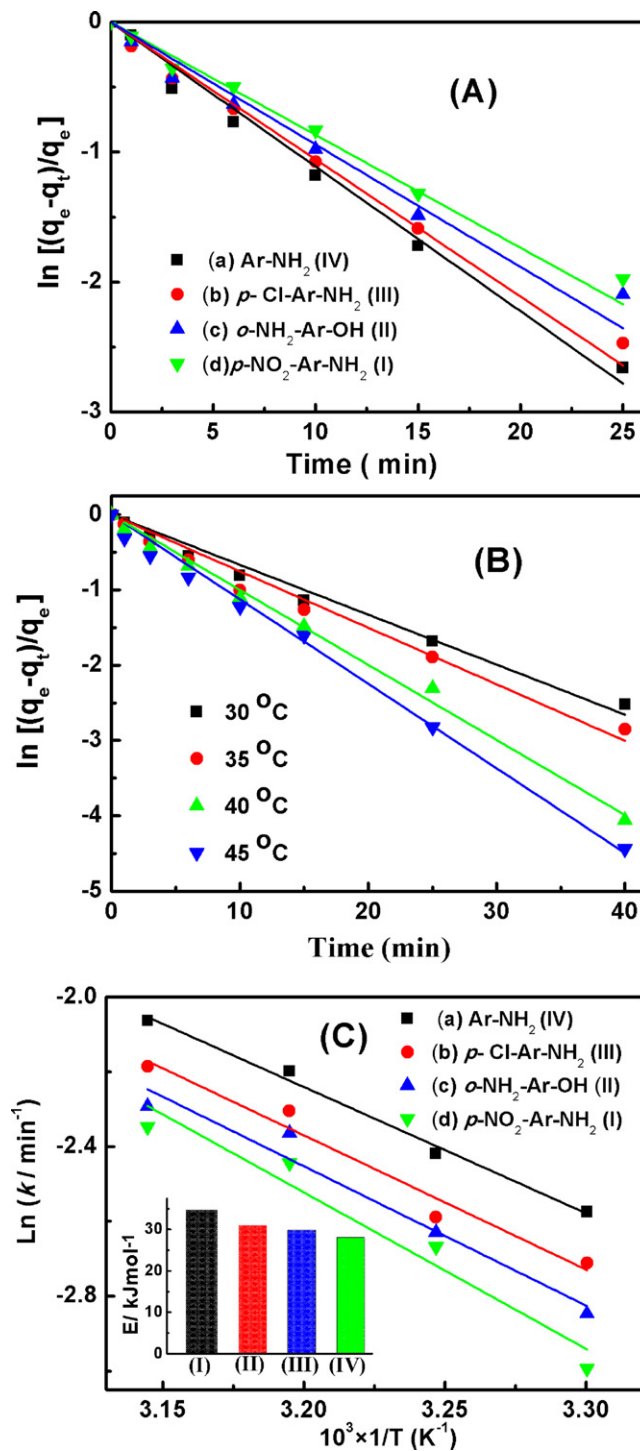 0
-1
-2
-3
ln [(qₑ-qₜ)/qₑ]
(A)
(a) Ar-NH₂ (IV)
(b) p- Cl-Ar-NH₂ (III)
(c) o-NH₂-Ar-OH (II)
(d)p-NO₂-Ar-NH₂ (I)
0 5 10 15 20 25
Time ( min)
0
-1
-2
-3
-4
-5
ln [(qₑ-qₜ)/qₑ]
(B)
30 ᴼC
35 ᴼC
40 ᴼC
45 ᴼC
0 10 20 30 40
Time (min)
-2.0
-2.4
-2.8
Ln (k / min⁻¹)
(C)
(a) Ar-NH₂ (IV)
(b) p- Cl-Ar-NH₂ (III)
(c) o-NH₂-Ar-OH (II)
(d) p-NO₂-Ar-NH₂ (I)
30
20
10
0
E/ kJmol⁻¹
(I) (II) (III) (IV)
3.15 3.20 3.25 3.30
10³×1/T (K⁻¹)